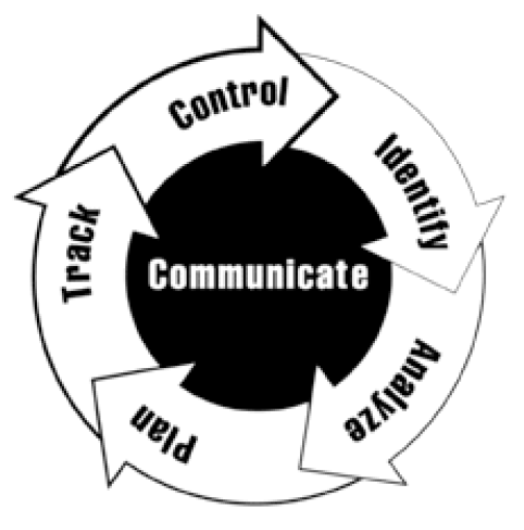 Control
Identify
Communicate
Track
Analyze
Plan